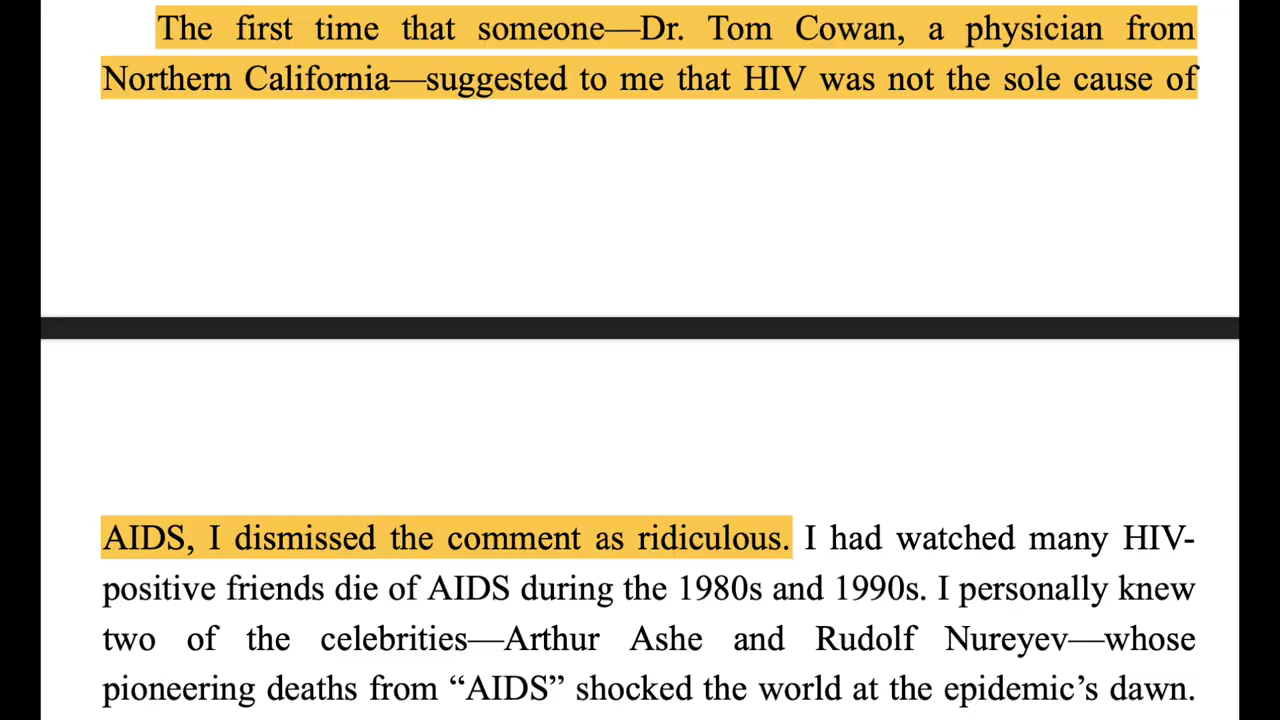 The first time that someone—Dr. Tom Cowan, a physician from
Northern California—suggested to me that HIV was not the sole cause of
AIDS, I dismissed the comment as ridiculous. I had watched many HIV-
positive friends die of AIDS during the 1980s and 1990s. I personally knew
two of the celebrities—Arthur Ashe and Rudolf Nureyev—whose
pioneering deaths from “AIDS” shocked the world at the epidemic’s dawn.